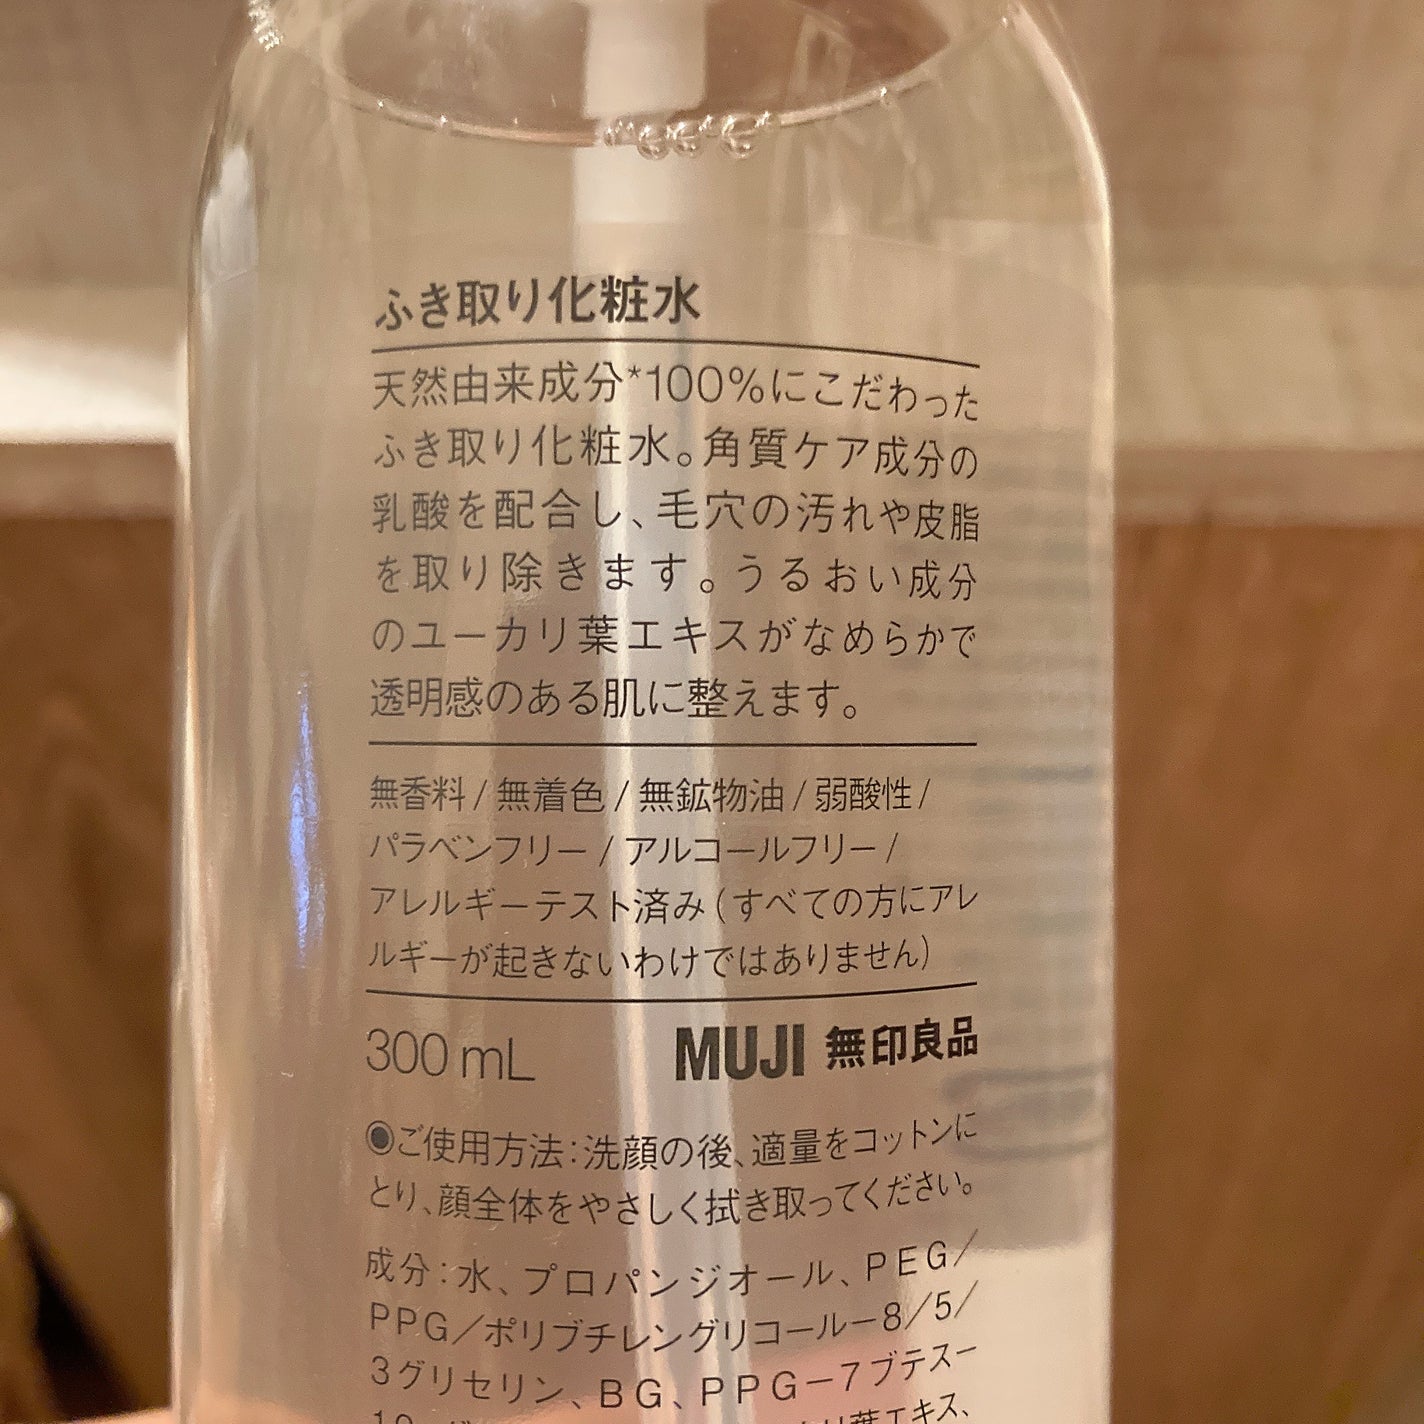 ふき取り化粧水
天然由来成分*100%にこだわった
ふき取り化粧水。角質ケア成分の
乳酸を配合し、毛穴の汚れや皮脂
を取り除きます。うるおい成分
のユーカリ葉エキスがなめらかで
透明感のある肌に整えます。
無香料/無着色/無鉱物油/弱酸性/
パラベンフリー/アルコールフリー/
アレルギーテスト済み(すべての方にアレ
ルギーが起きないわけではありません)
300 mL MUJI 無印良品
◉ご使用方法:洗顔の後、適量をコットンに
とり、顔全体をやさしく拭き取ってください。
成分:水、プロパンジオール、PEG/
PPG/ポリブチレングリコール-8/5/
3グリセリン、BG、PPG-7ブテス-
葉エキス、